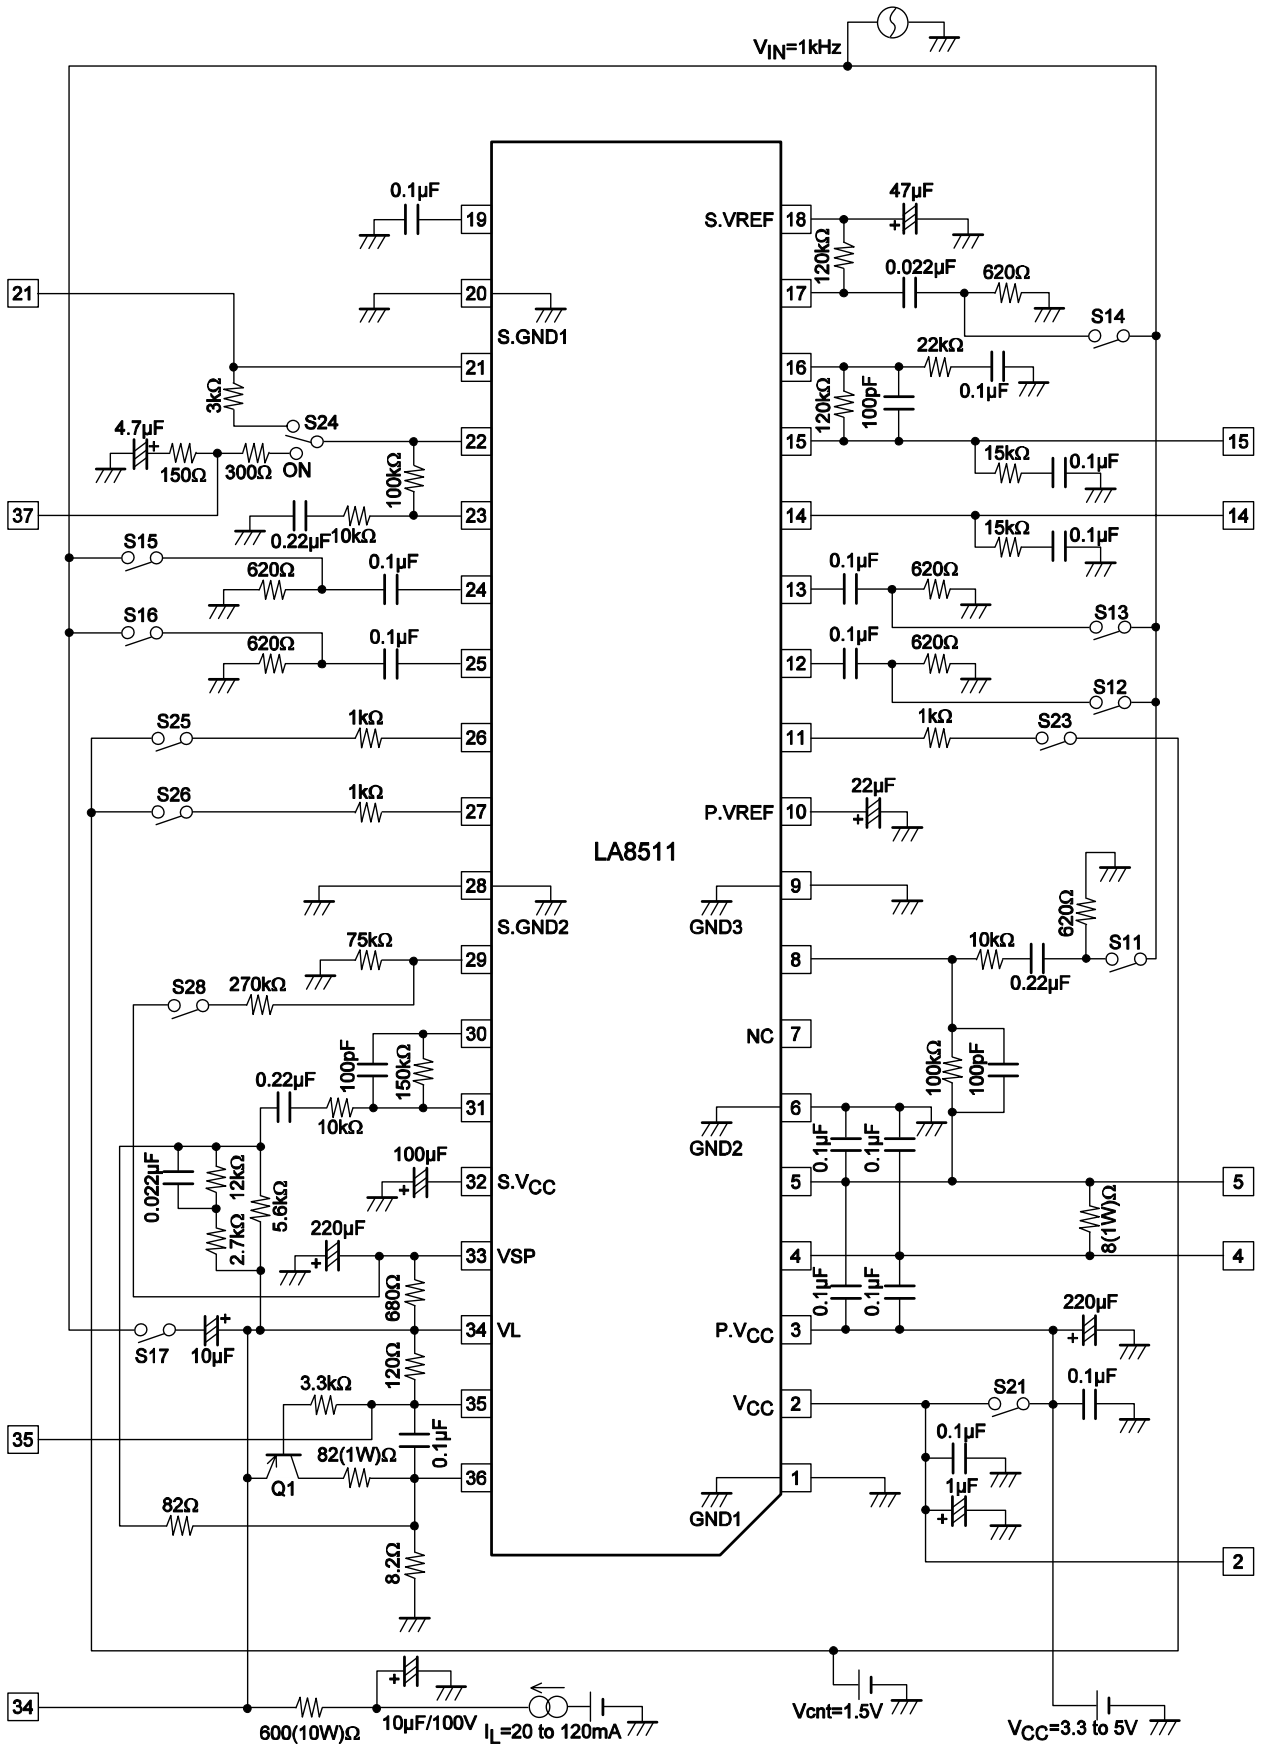 VIN=1kHz
0.1µF
19
S.VREF
18
47µF
120kΩ
21
20
S.GND1
17
0.022µF
620Ω
S14
21
16
22kΩ
0.1µF
120kΩ
100pF
3kΩ
S24
4.7µF
150Ω
300Ω
ON
22
15
15
100kΩ
15kΩ
0.1µF
37
0.22µF
10kΩ
23
14
14
15kΩ
0.1µF
S15
620Ω
0.1µF
24
13
0.1µF
620Ω
S13
S16
620Ω
0.1µF
25
12
0.1µF
620Ω
S12
S25
1kΩ
26
11
1kΩ
S23
S26
1kΩ
27
P.VREF
10
22µF
LA8511
28
S.GND2
GND3
9
620Ω
75kΩ
29
8
10kΩ
0.22µF
S11
S28
270kΩ
30
NC
7
100pF
150kΩ
100kΩ
100pF
0.22µF
10kΩ
31
GND2
6
0.1µF
0.1µF
0.022µF
12kΩ
2.7kΩ
5.6kΩ
100µF
32
S.VCC
5
5
8(1W)Ω
220µF
33
VSP
4
4
680Ω
0.1µF
0.1µF
S17
10µF
34
VL
P.VCC
3
220µF
120Ω
3.3kΩ
35
VCC
2
S21
0.1µF
35
0.1µF
0.1µF
Q1
82(1W)Ω
36
GND1
1
1µF
82Ω
8.2Ω
2
34
600(10W)Ω
10µF/100V
IL=20 to 120mA
Vcnt=1.5V
VCC=3.3 to 5V